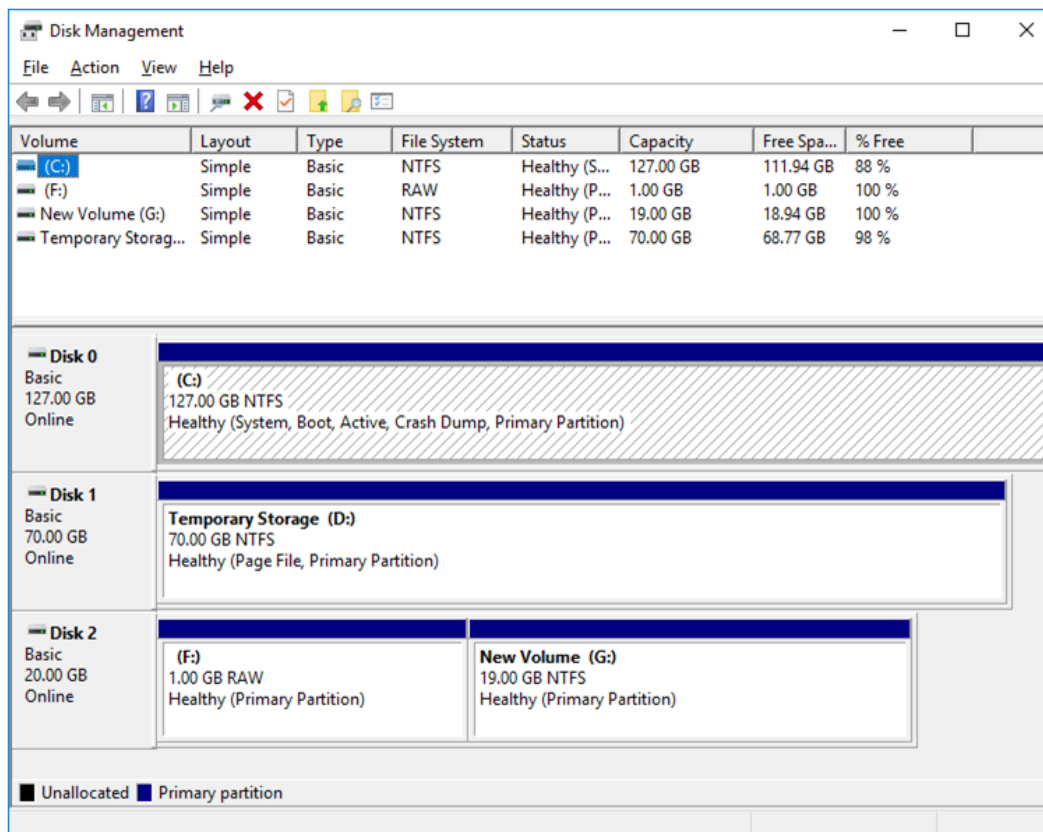 Disk Management
File Action View Help
Volume Layout Type File System Status Capacity Free Spa... % Free
(C:) Simple Basic NTFS Healthy (S... 127.00 GB 111.94 GB 88 %
(F:) Simple Basic RAW Healthy (P... 1.00 GB 1.00 GB 100 %
New Volume (G:) Simple Basic NTFS Healthy (P... 19.00 GB 18.94 GB 100 %
Temporary Storag... Simple Basic NTFS Healthy (P... 70.00 GB 68.77 GB 98 %
Disk 0
Basic
127.00 GB
Online
(C:)
127.00 GB NTFS
Healthy (System, Boot, Active, Crash Dump, Primary Partition)
Disk 1
Basic
70.00 GB
Online
Temporary Storage (D:)
70.00 GB NTFS
Healthy (Page File, Primary Partition)
Disk 2
Basic
20.00 GB
Online
(F:)
1.00 GB RAW
Healthy (Primary Partition)
New Volume (G:)
19.00 GB NTFS
Healthy (Primary Partition)
Unallocated Primary partition